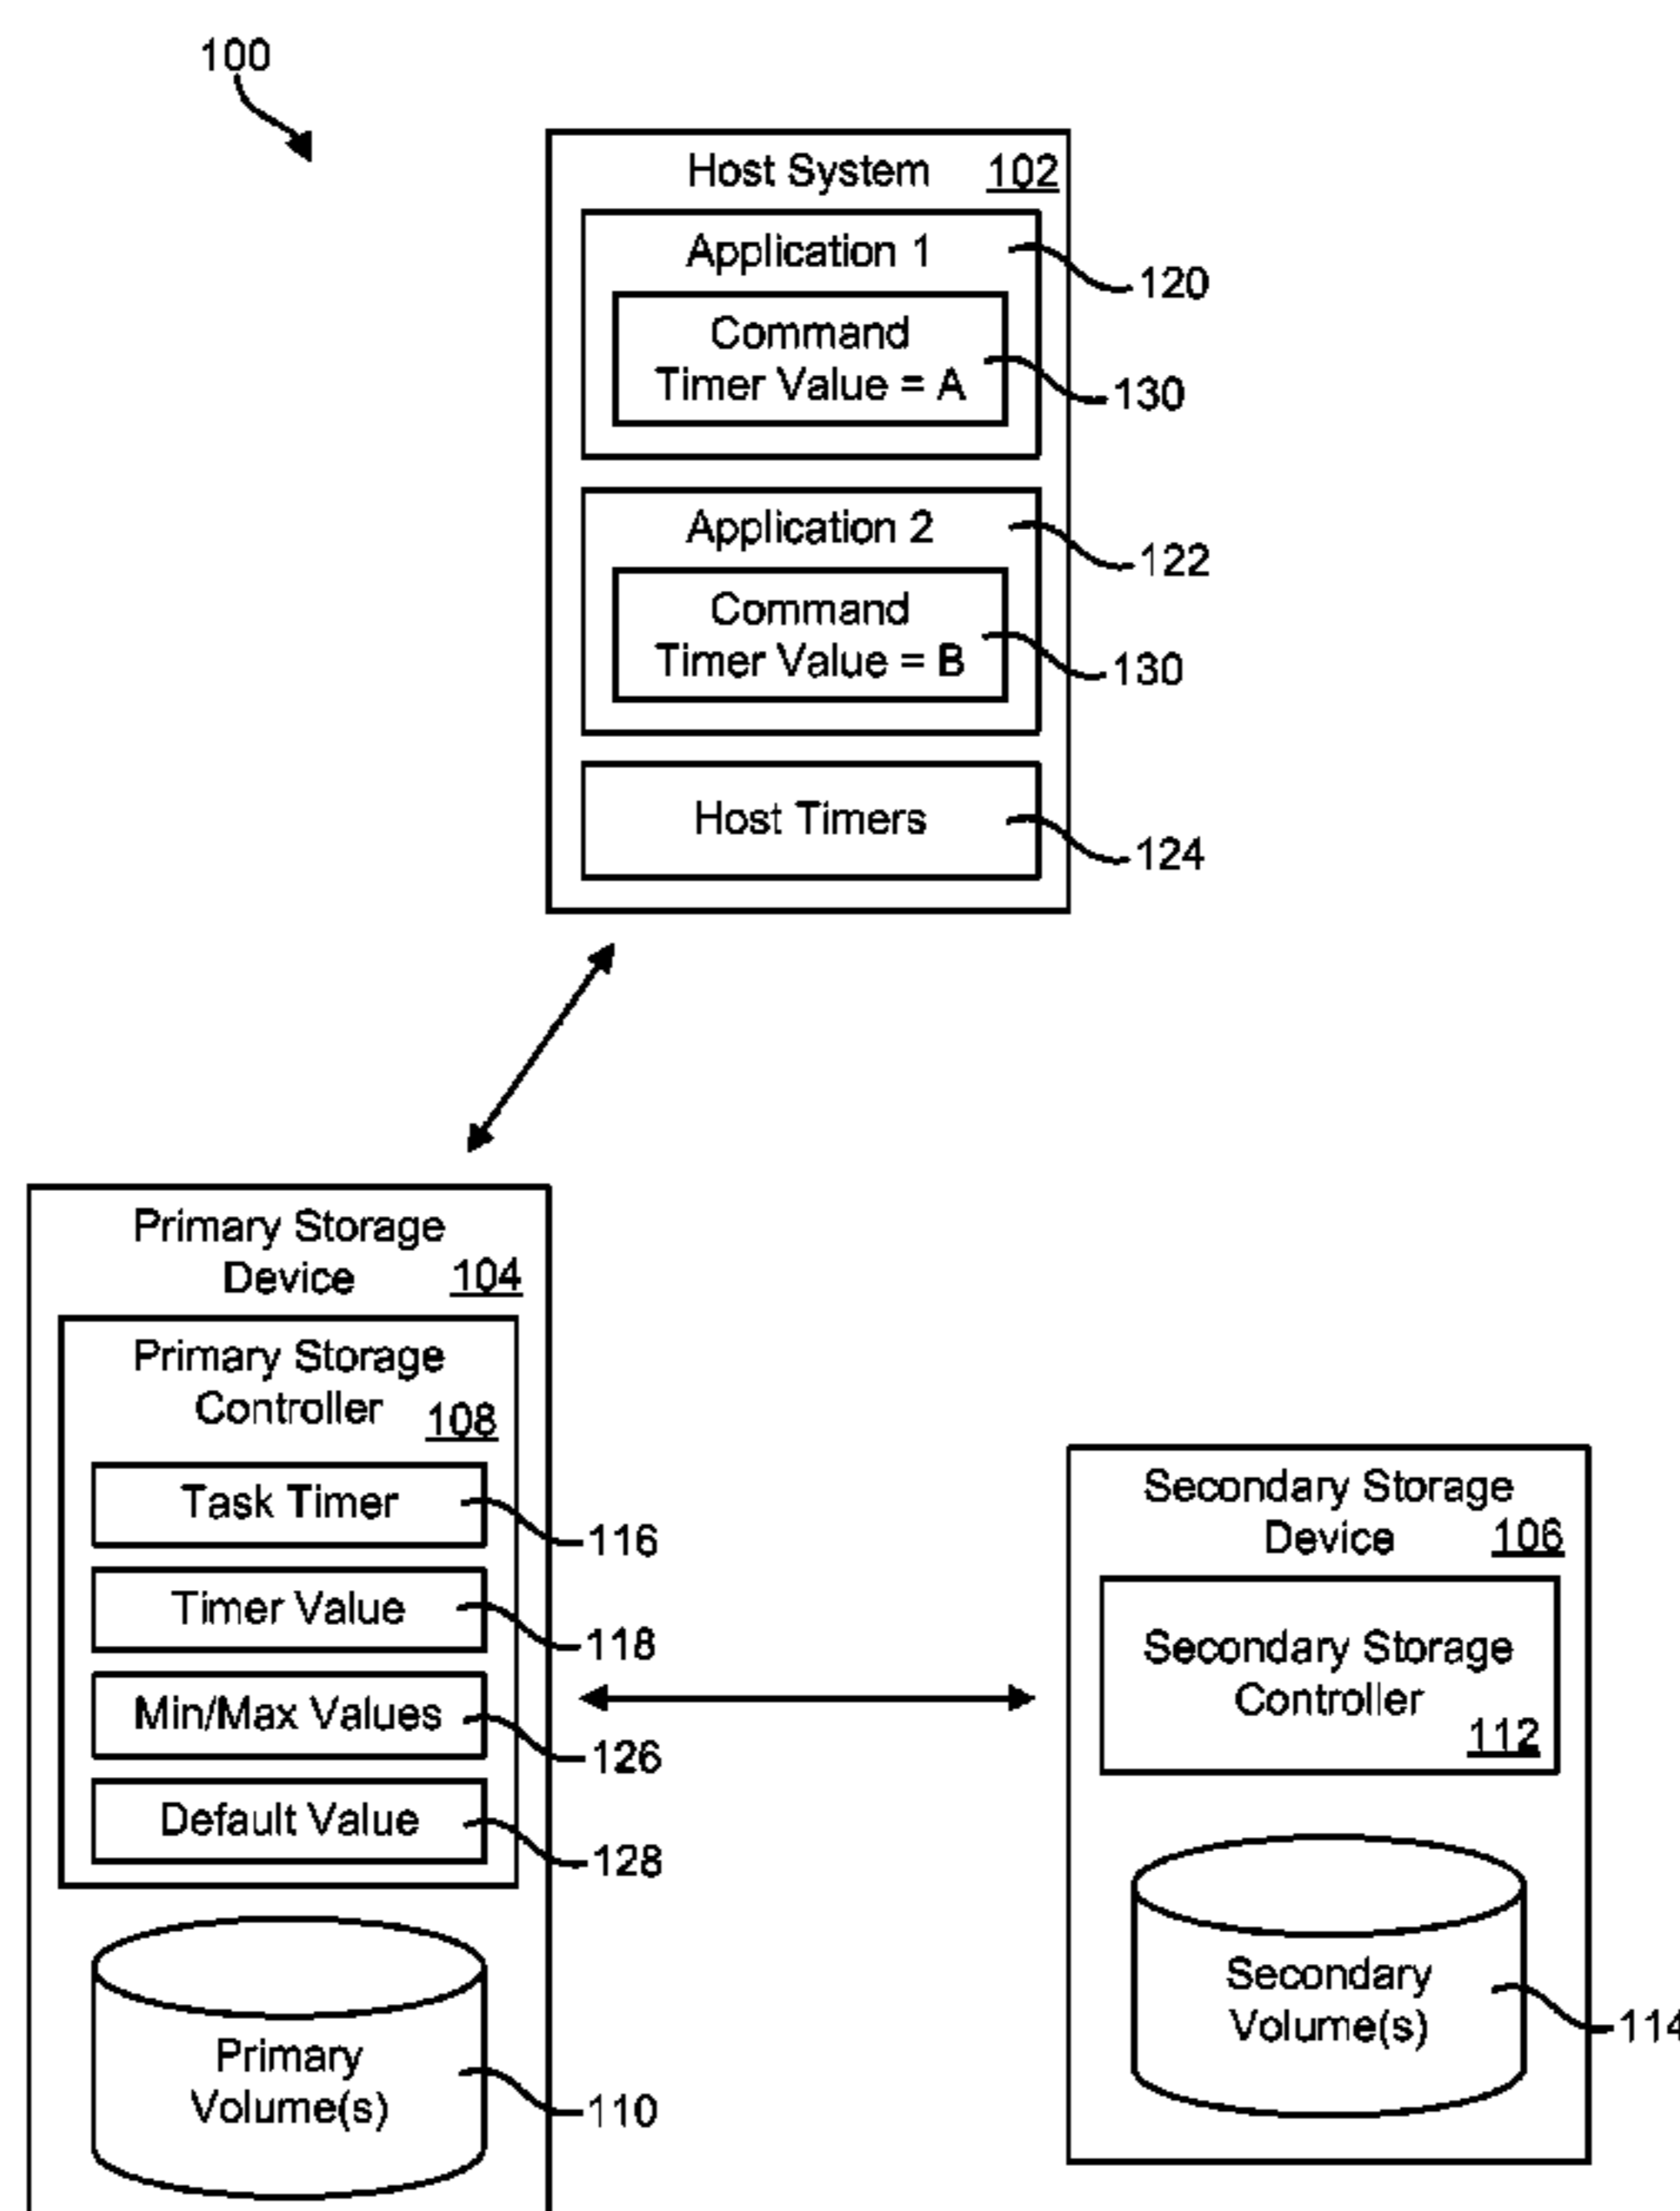 100
Host System 102
Application 1
120
Command
Timer Value = A
130
Application 2
122
Command
Timer Value = B
130
Host Timers
124
Primary Storage
Device 104
Primary Storage
Controller 108
Task Timer
116
Timer Value
118
Min/Max Values
126
Default Value
128
Primary
Volume(s)
110
Secondary Storage
Device 106
Secondary Storage
Controller
112
Secondary
Volume(s)
114